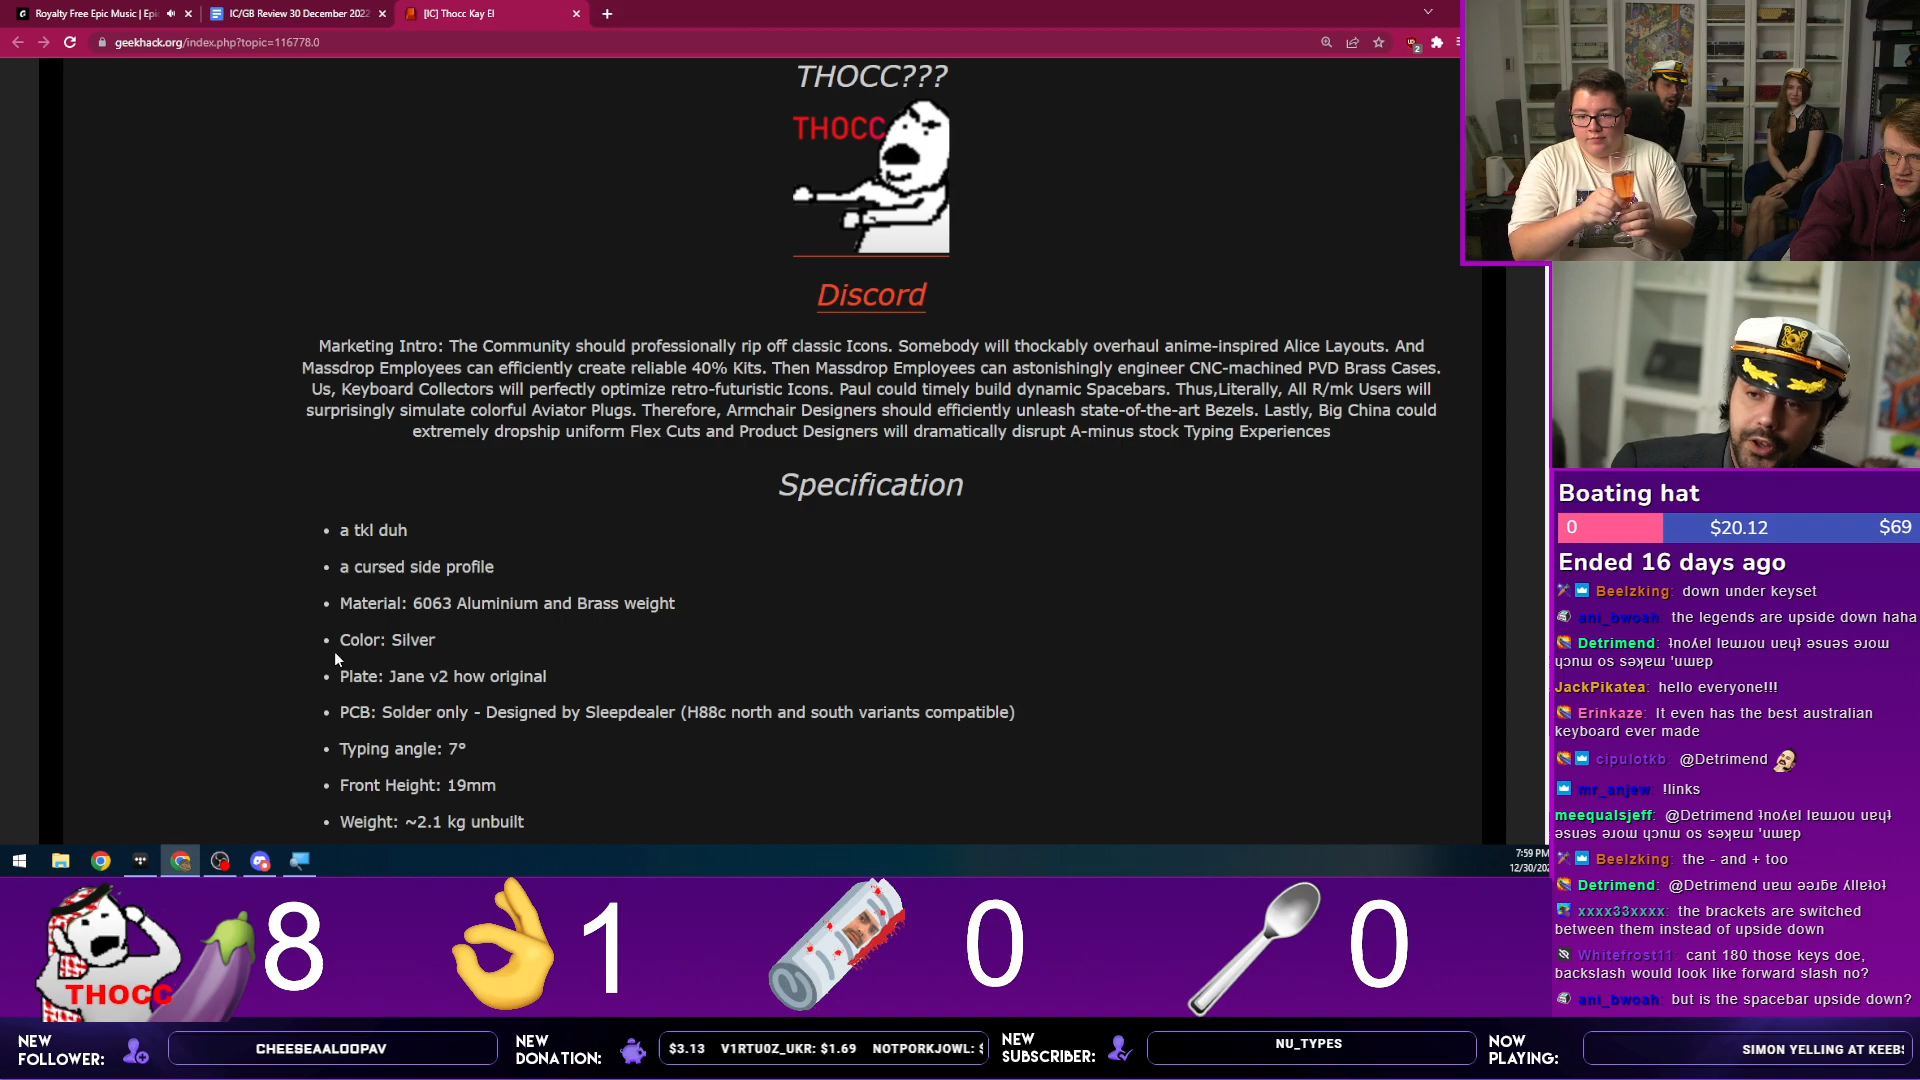 Royalty Free Epic Music | Epi
IC/GB Review 30 December 2022
[IC] Thocc Kay El
geekhack.org/index.php?topic=116778.0
2
THOCC???
THOCC
Discord
Marketing Intro: The Community should professionally rip off classic Icons. Somebody will thockably overhaul anime-inspired Alice Layouts. And
Massdrop Employees can efficiently create reliable 40% Kits. Then Massdrop Employees can astonishingly engineer CNC-machined PVD Brass Cases.
Us, Keyboard Collectors will perfectly optimize retro-futuristic Icons. Paul could timely build dynamic Spacebars. Thus,Literally, All R/mk Users will
surprisingly simulate colorful Aviator Plugs. Therefore, Armchair Designers should efficiently unleash state-of-the-art Bezels. Lastly, Big China could
extremely dropship uniform Flex Cuts and Product Designers will dramatically disrupt A-minus stock Typing Experiences
Specification
• a tkl duh
• a cursed side profile
• Material: 6063 Aluminium and Brass weight
• Color: Silver
• Plate: Jane v2 how original
• PCB: Solder only - Designed by Sleepdealer (H88c north and south variants compatible)
• Typing angle: 7°
• Front Height: 19mm
• Weight: ~2.1 kg unbuilt
7:59 PM
12/30/202
Boating hat
0 $20.12 $69
Ended 16 days ago
Beelzking: down under keyset
ani_bwoah: the legends are upside down haha
Detrimend: ʇnoʎɐl lɐɯɹou uɐɥʇ ǝsuǝs ǝɹoɯ
ɥɔnɯ os sǝʞɐɯ 'uɯɐp
JackPikatea: hello everyone!!!
Erinkaze: It even has the best australian
keyboard ever made
cipulotkb: @Detrimend
mr_anjew: !links
meequalsjeff: @Detrimend ʇnoʎɐl lɐɯɹou uɐɥʇ
ǝsuǝs ǝɹoɯ ɥɔnɯ os sǝʞɐɯ 'uɯɐp
Beelzking: the - and + too
Detrimend: @Detrimend uɐɯ ǝǝɹƃɐ ʎllɐʇoʇ
xxxx33xxxx: the brackets are switched
between them instead of upside down
Whitefrost11: cant 180 those keys doe,
backslash would look like forward slash no?
ani_bwoah: but is the spacebar upside down?
THOCC
8
1
0
0
NEW
FOLLOWER:
CHEESEAALOOPAV
NEW
DONATION:
$3.13 V1RTU0Z_UKR: $1.69 NOTPORKJOWL: $
NEW
SUBSCRIBER:
NU_TYPES
NOW
PLAYING:
SIMON YELLING AT KEEBS